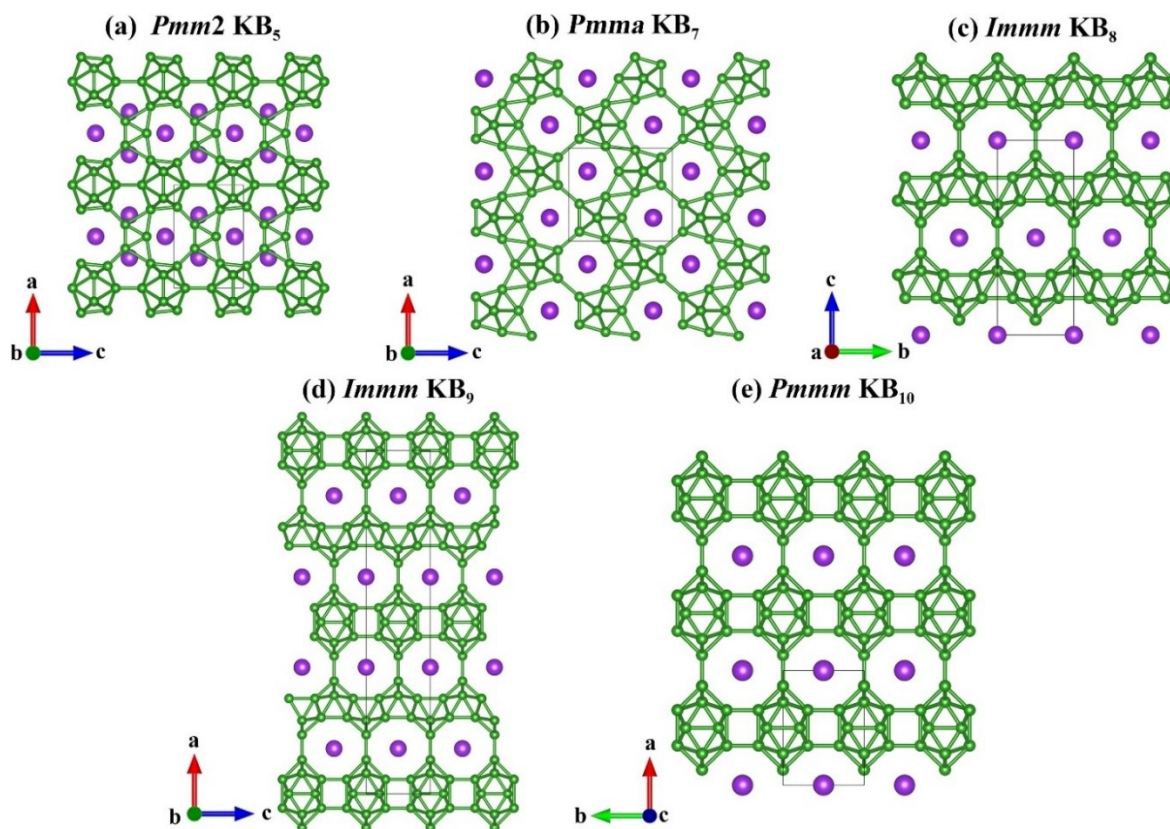 (a) Pmm2 KB₅
(b) Pmma KB₇
(c) Immm KB₈
a
b
c
a
b
c
c
a
b
(d) Immm KB₉
(e) Pmmm KB₁₀
a
b
c
a
b
c